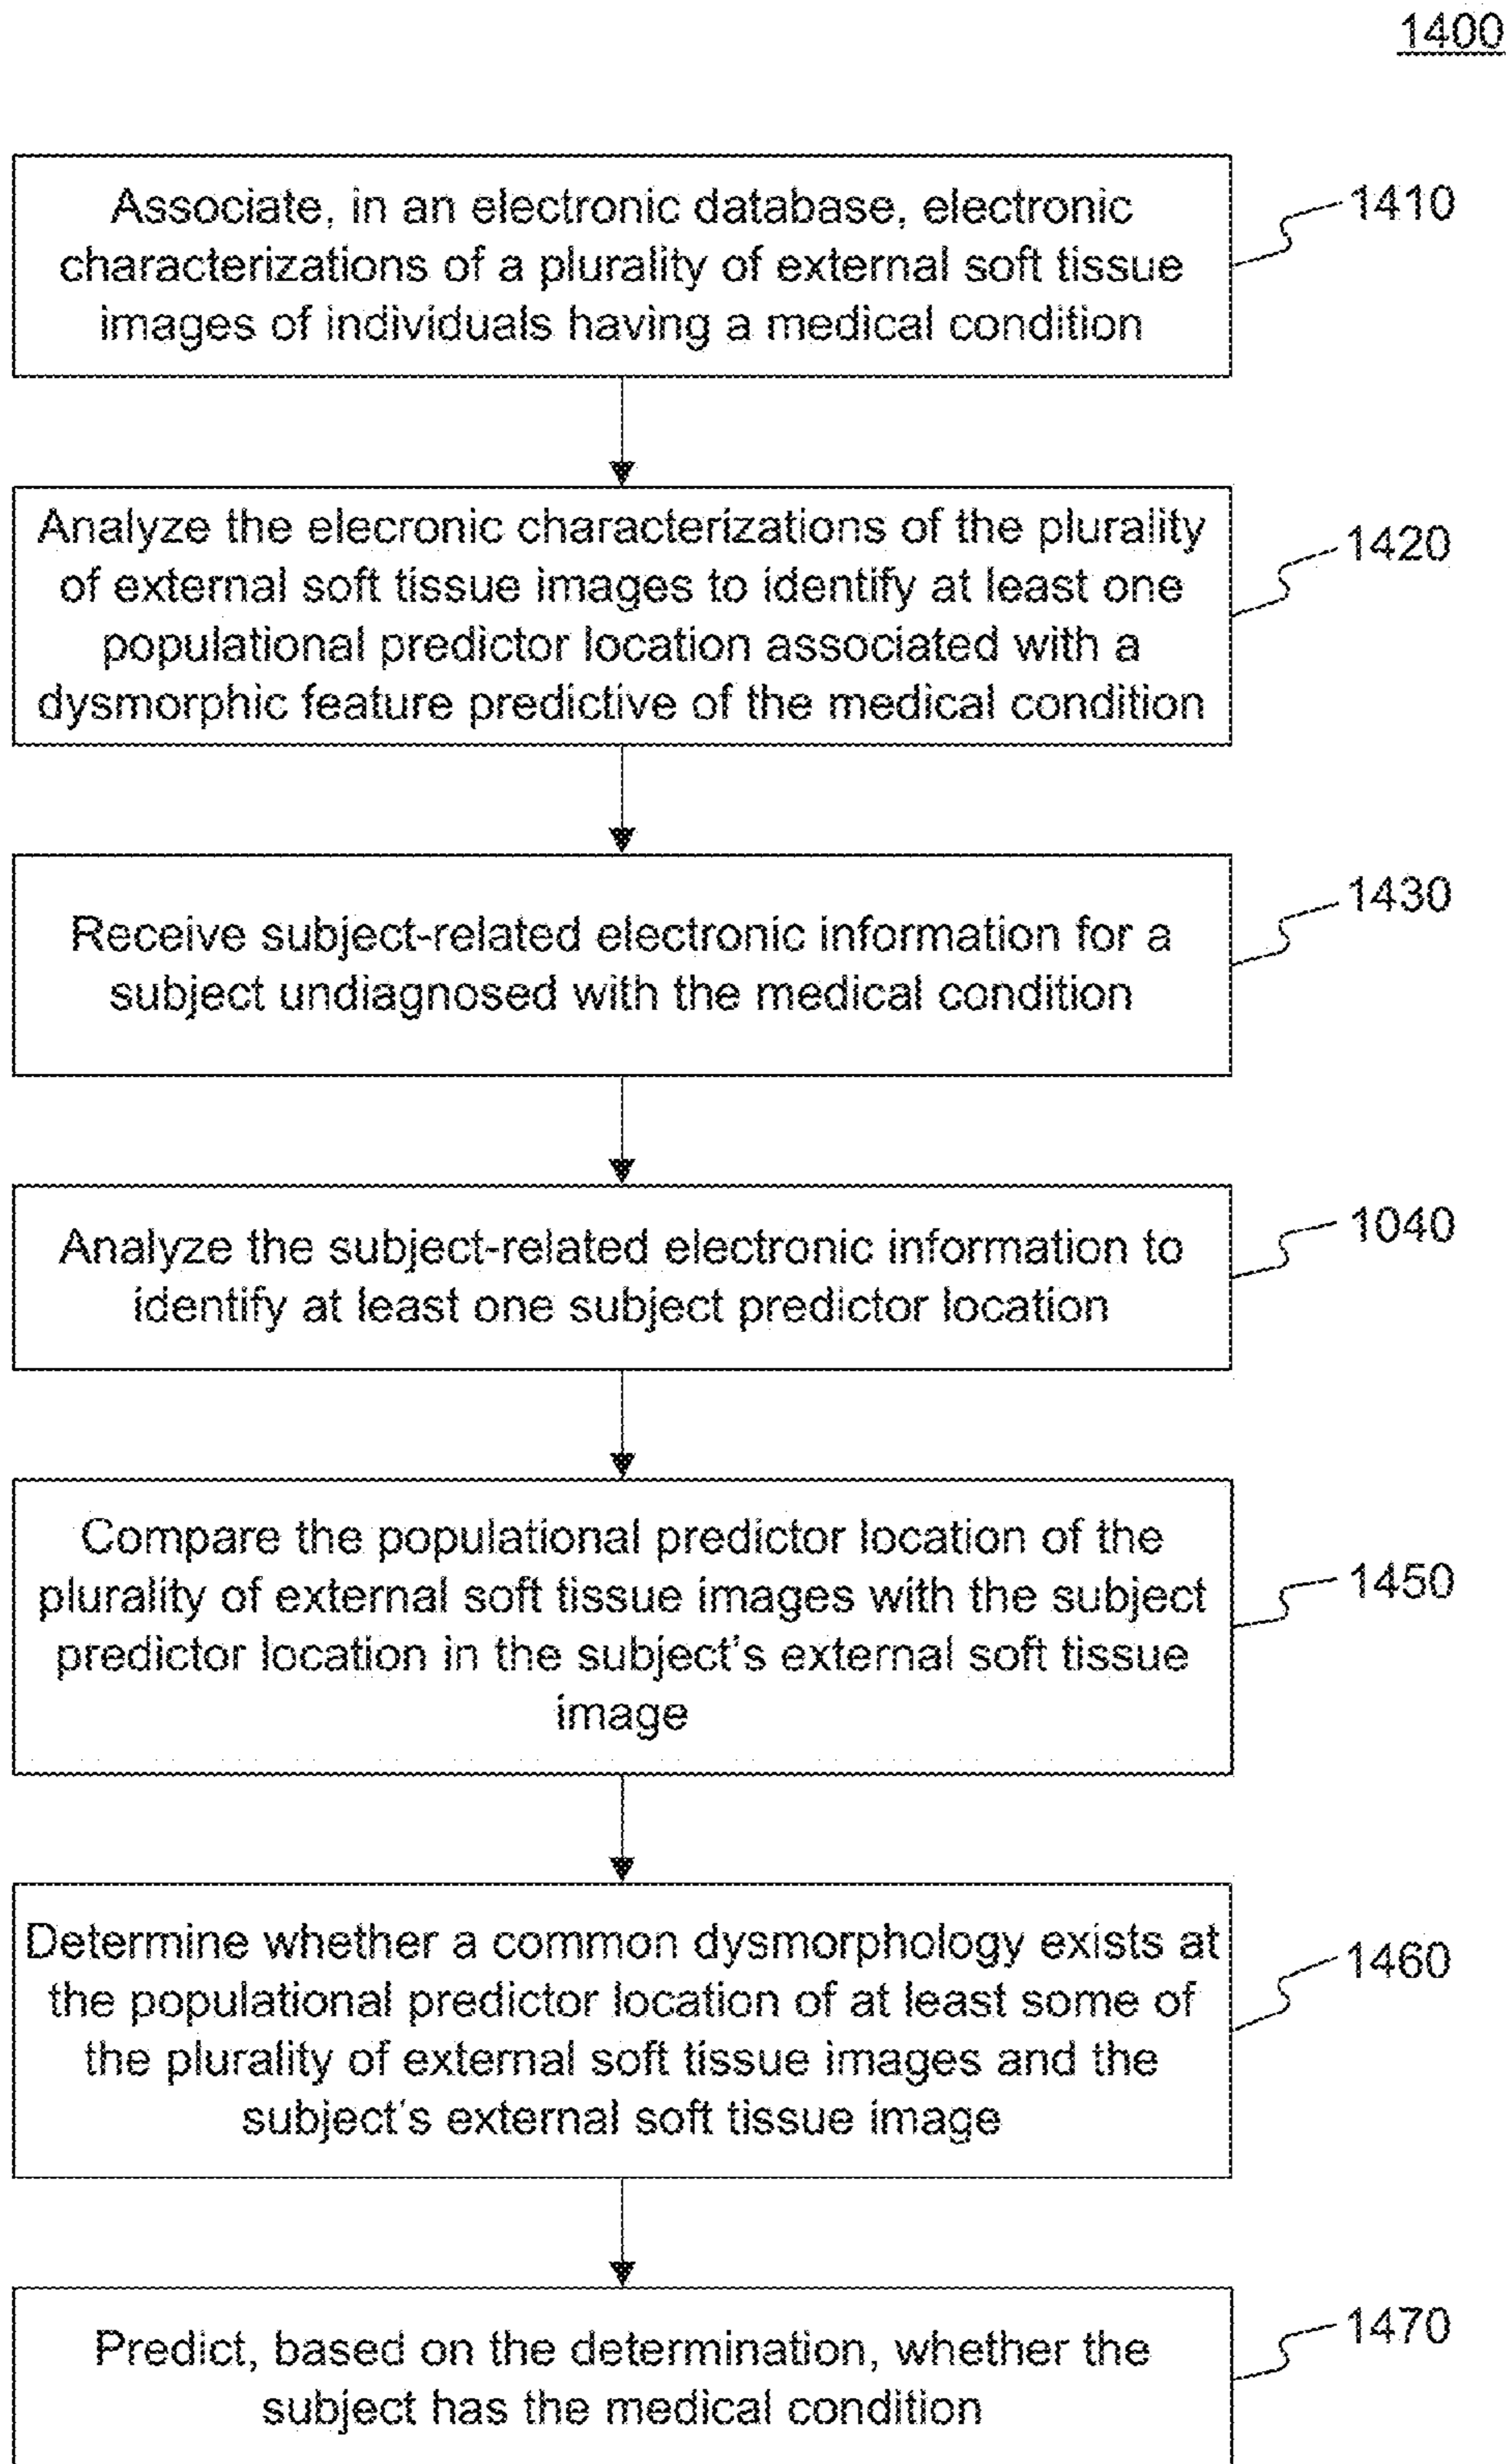 1400
Associate, in an electronic database, electronic
characterizations of a plurality of external soft tissue
images of individuals having a medical condition
1410
Analyze the elecronic characterizations of the plurality
of external soft tissue images to identify at least one
populational predictor location associated with a
dysmorphic feature predictive of the medical condition
1420
Receive subject-related electronic information for a
subject undiagnosed with the medical condition
1430
Analyze the subject-related electronic information to
identify at least one subject predictor location
1040
Compare the populational predictor location of the
plurality of external soft tissue images with the subject
predictor location in the subject's external soft tissue
image
1450
Determine whether a common dysmorphology exists at
the populational predictor location of at least some of
the plurality of external soft tissue images and the
subject's external soft tissue image
1460
Predict, based on the determination, whether the
subject has the medical condition
1470